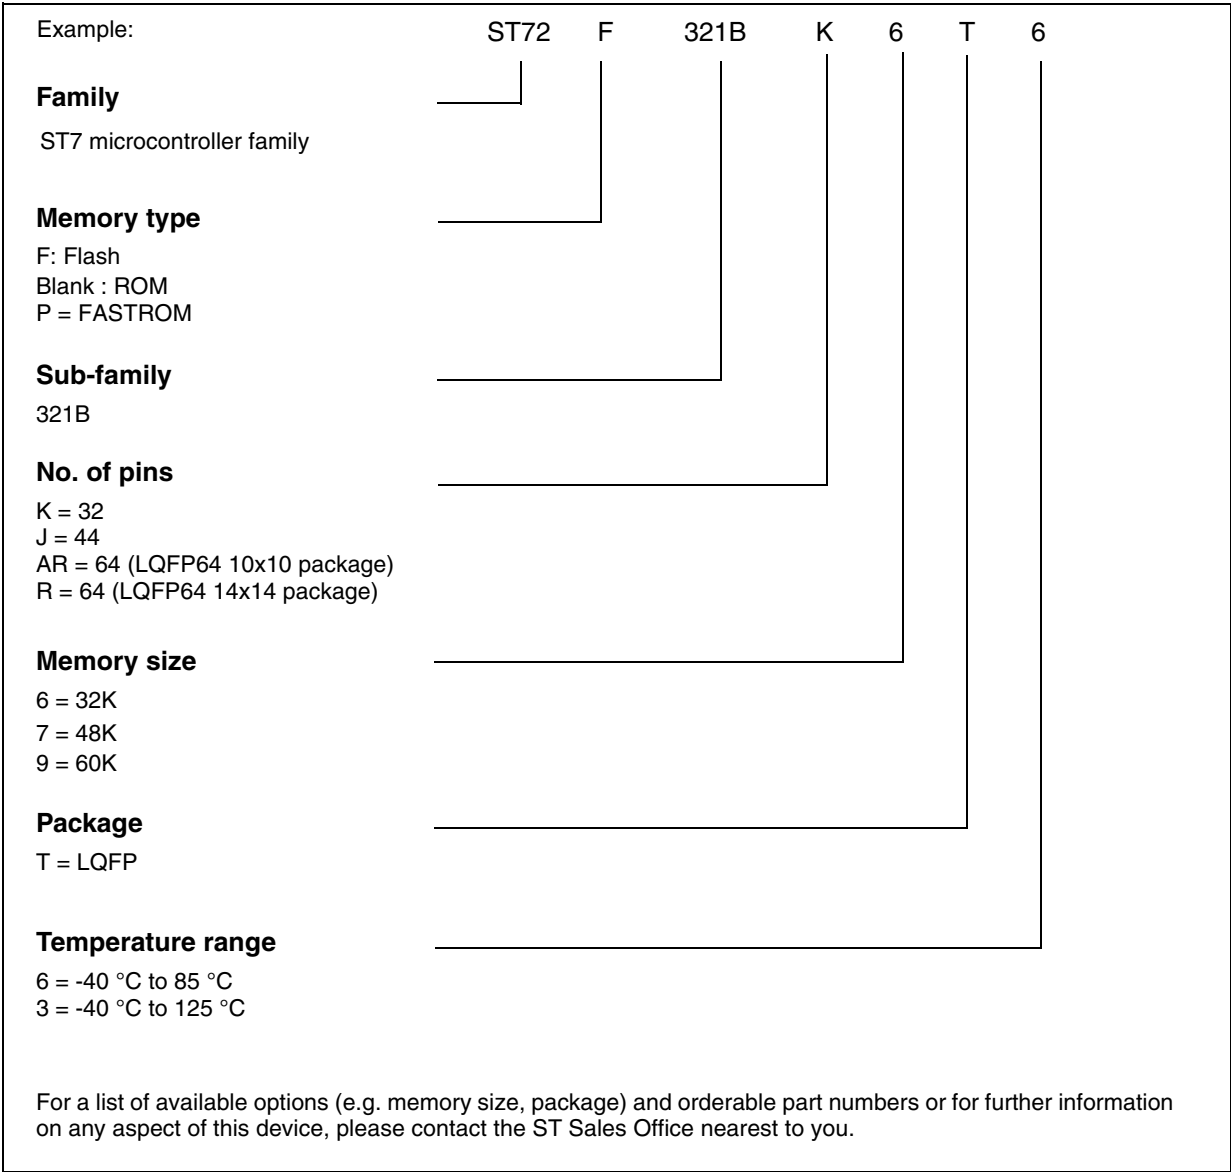 Example: ST72 F 321B K 6 T 6
Family
ST7 microcontroller family
Memory type
F: Flash
Blank : ROM
P = FASTROM
Sub-family
321B
No. of pins
K = 32
J = 44
AR = 64 (LQFP64 10x10 package)
R = 64 (LQFP64 14x14 package)
Memory size
6 = 32K
7 = 48K
9 = 60K
Package
T = LQFP
Temperature range
6 = -40 °C to 85 °C
3 = -40 °C to 125 °C
For a list of available options (e.g. memory size, package) and orderable part numbers or for further information
on any aspect of this device, please contact the ST Sales Office nearest to you.